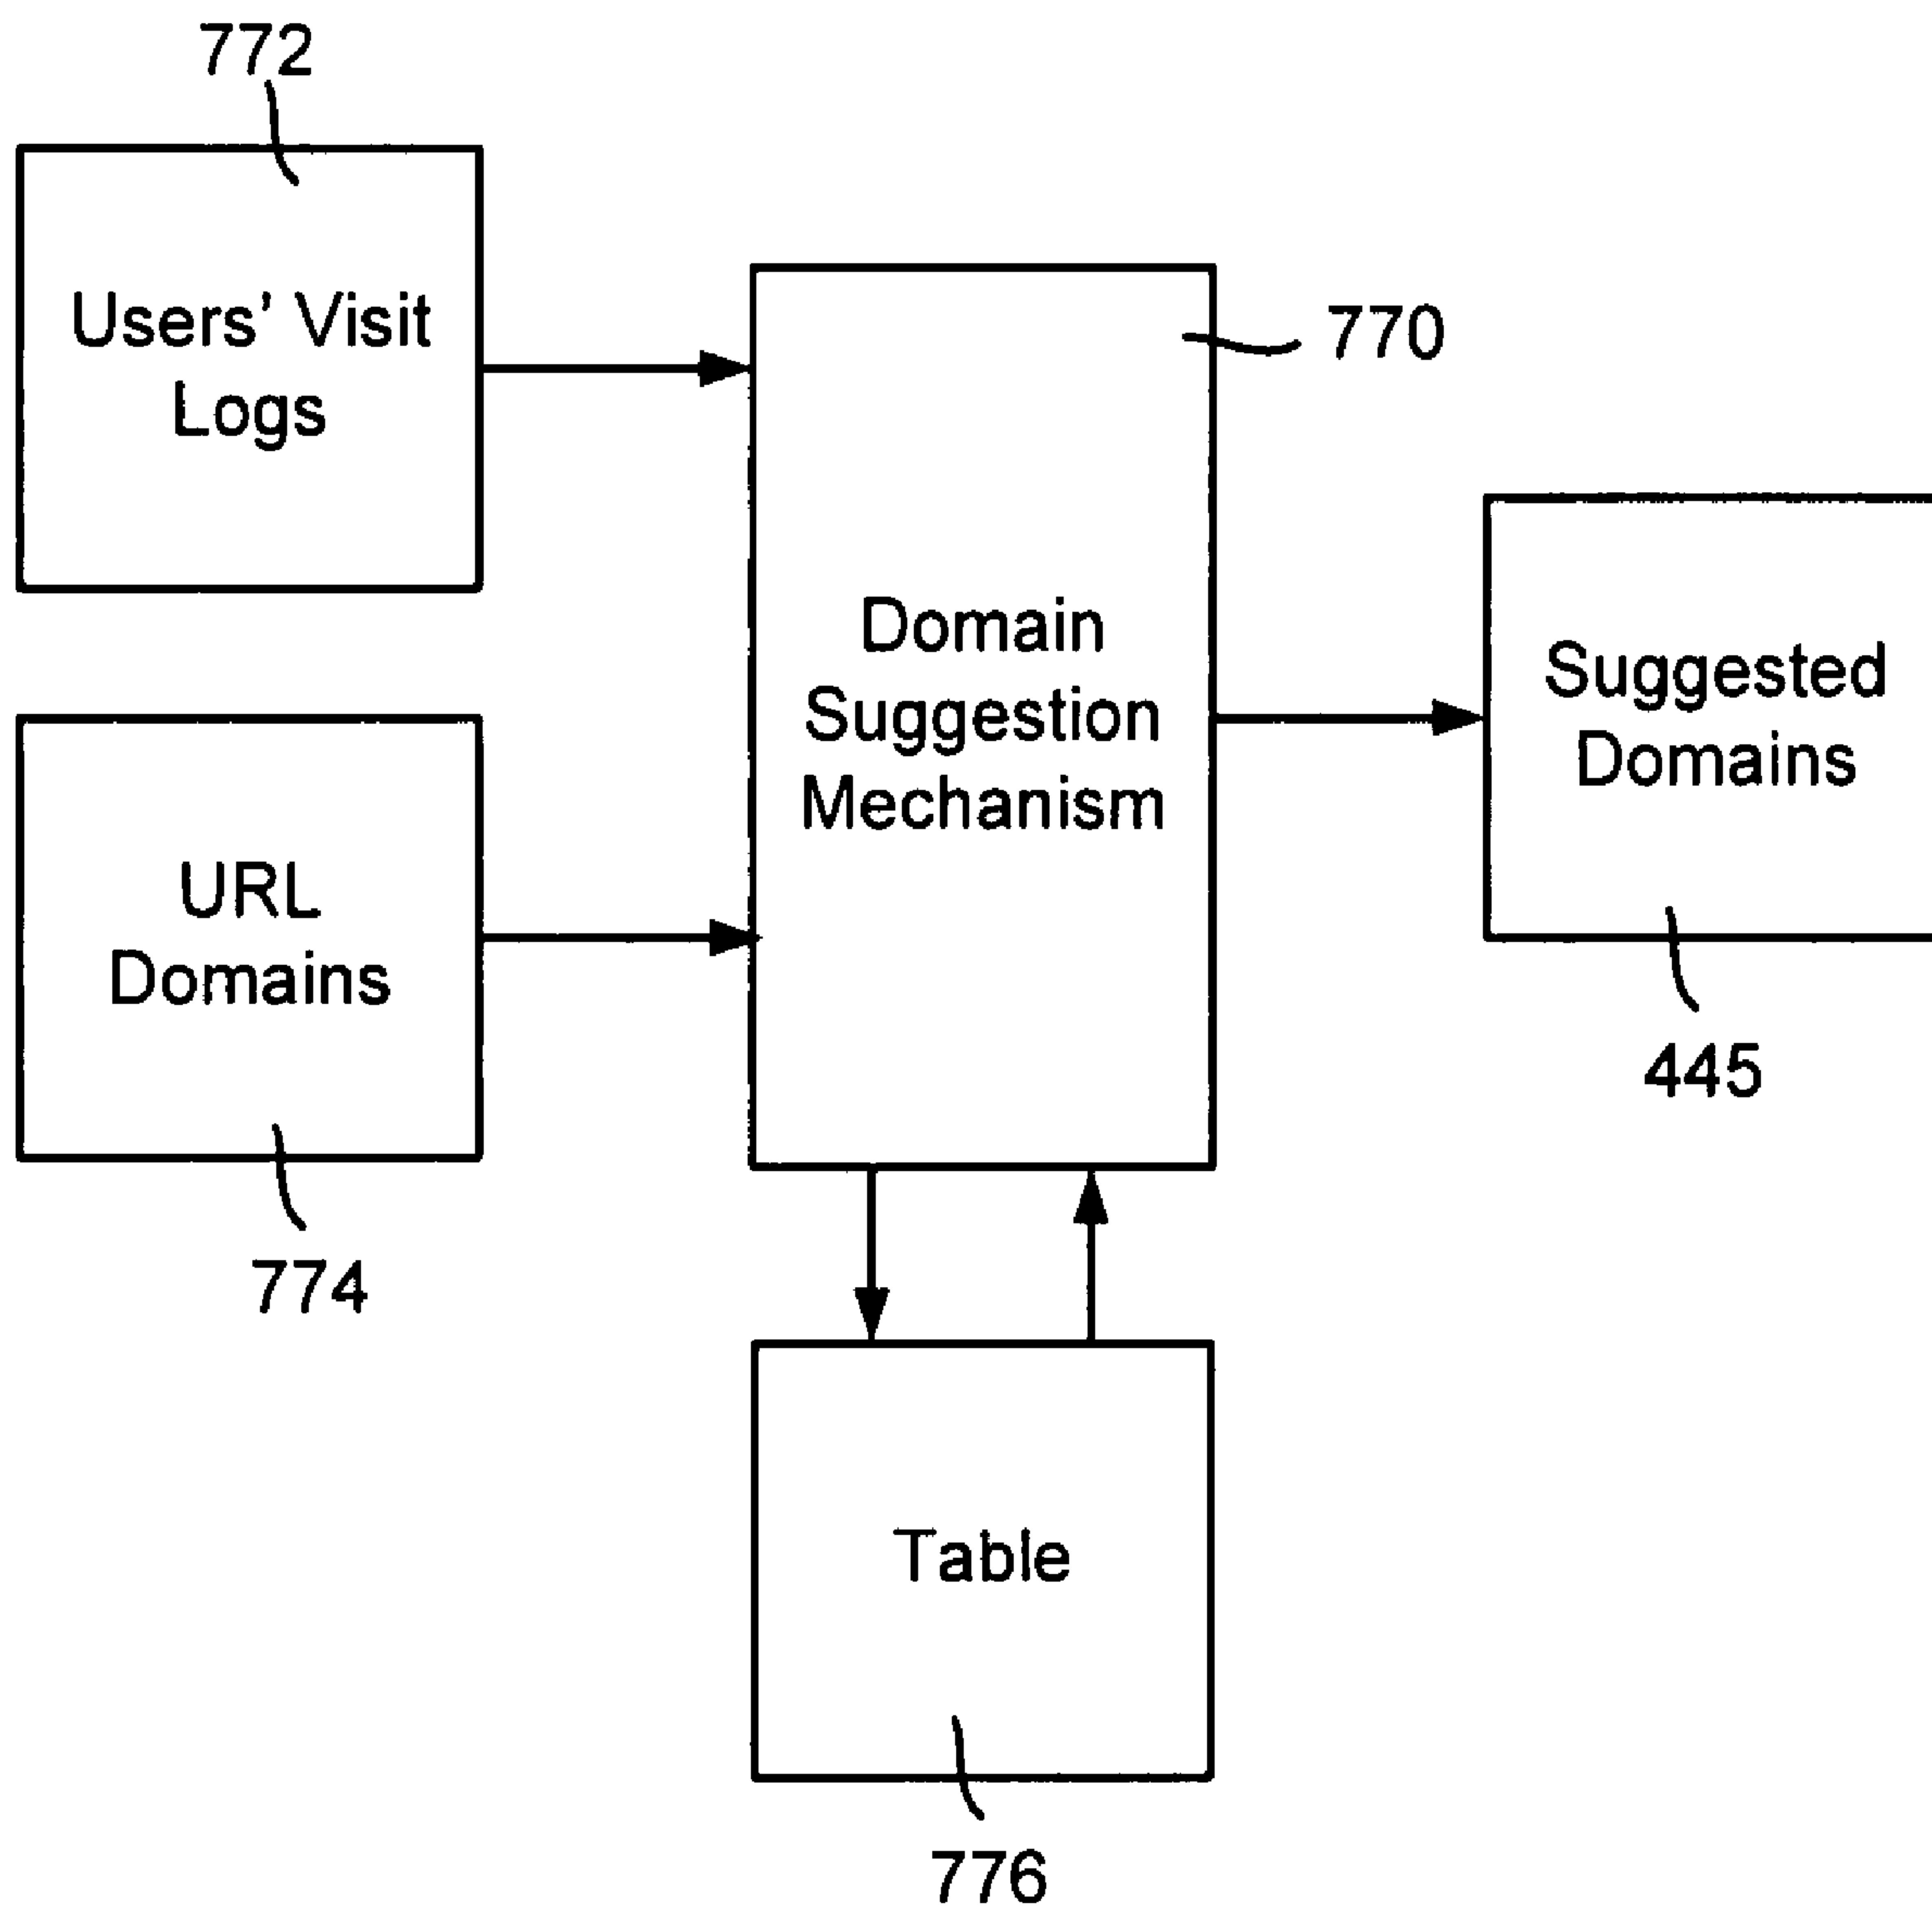 772
Users' Visit
Logs
770
Domain
Suggestion
Mechanism
Suggested
Domains
URL
Domains
445
774
Table
776